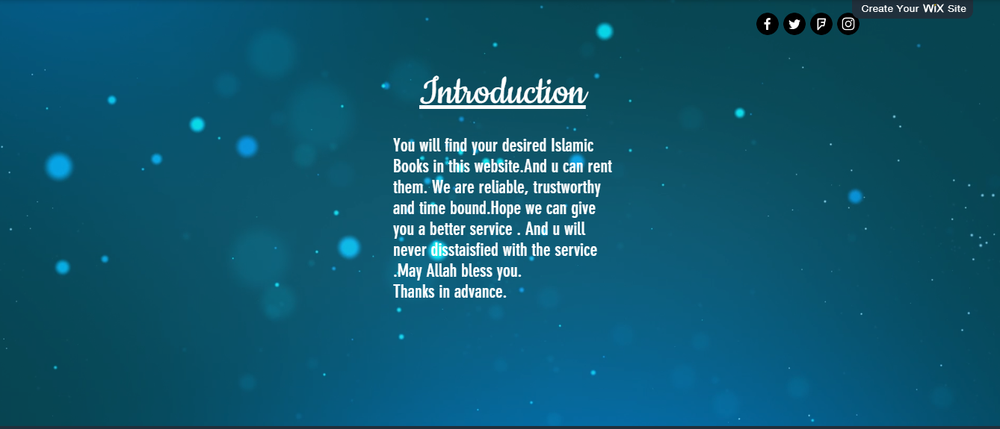 Create Your WiX Site
Introduction
You will find your desired Islamic
Books in this website.And u can rent
them. We are reliable, trustworthy
and time bound.Hope we can give
you a better service . And u will
never disstaisfied with the service
.May Allah bless you.
Thanks in advance.